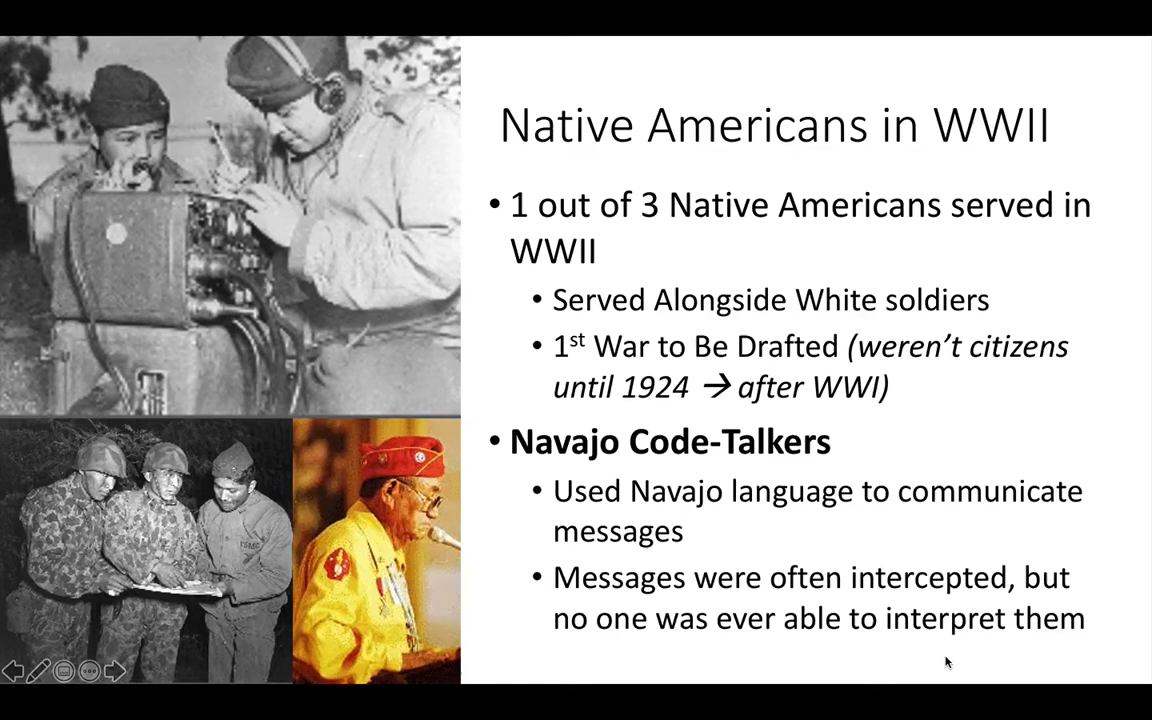 Native Americans in WWII
• 1 out of 3 Native Americans served in
WWII
• Served Alongside White soldiers
• 1st War to Be Drafted (weren't citizens
until 1924 → after WWI)
• Navajo Code-Talkers
• Used Navajo language to communicate
messages
• Messages were often intercepted, but
no one was ever able to interpret them